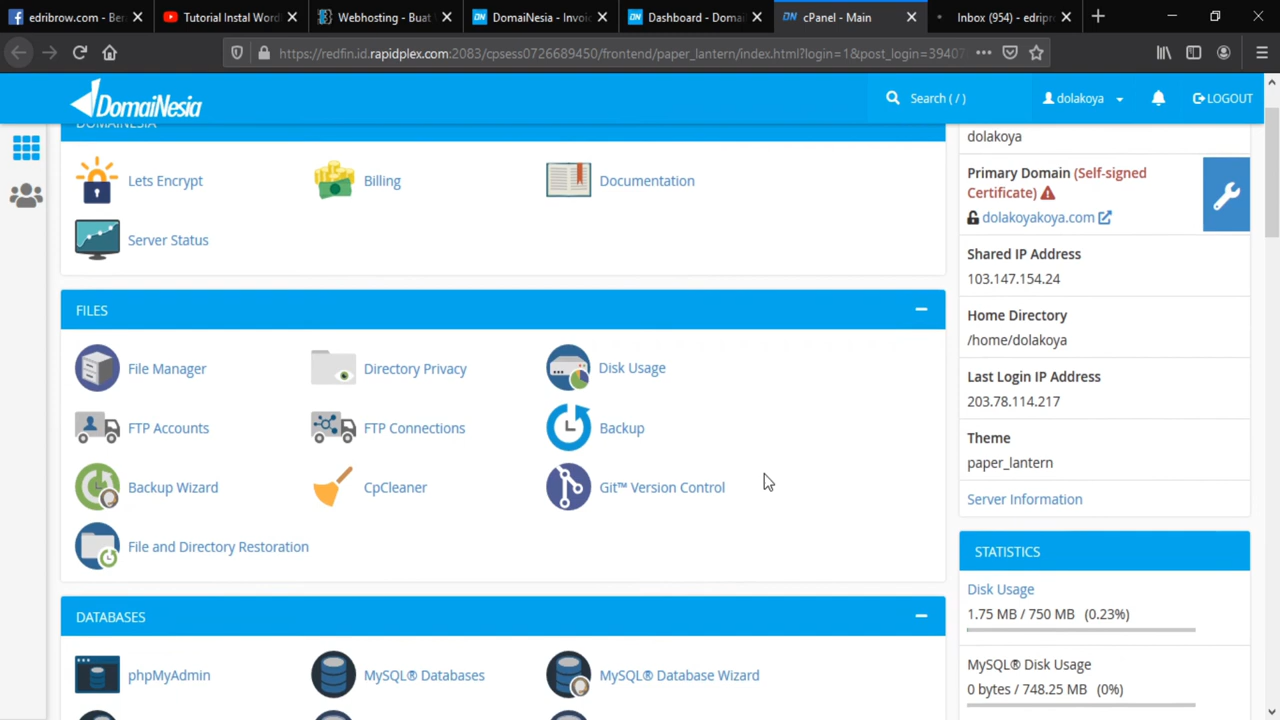 edribrow.com - Ber
Tutorial Instal Word
Webhosting - Buat
DomaiNesia - Invoic
Dashboard - Domai
cPanel - Main
Inbox (954) - edripro
https://redfin.id.rapidplex.com:2083/cpsess0726689450/frontend/paper_lantern/index.html?login=1&post_login=39407
DomaiNesia
Search ( / )
dolakoya
LOGOUT
DOMAINESIA
Lets Encrypt
Billing
Documentation
Server Status
FILES
File Manager
Directory Privacy
Disk Usage
FTP Accounts
FTP Connections
Backup
Backup Wizard
CpCleaner
Git™ Version Control
File and Directory Restoration
DATABASES
phpMyAdmin
MySQL® Databases
MySQL® Database Wizard
dolakoya
Primary Domain (Self-signed
Certificate)
dolakoyakoya.com
Shared IP Address
103.147.154.24
Home Directory
/home/dolakoya
Last Login IP Address
203.78.114.217
Theme
paper_lantern
Server Information
STATISTICS
Disk Usage
1.75 MB / 750 MB (0.23%)
MySQL® Disk Usage
0 bytes / 748.25 MB (0%)